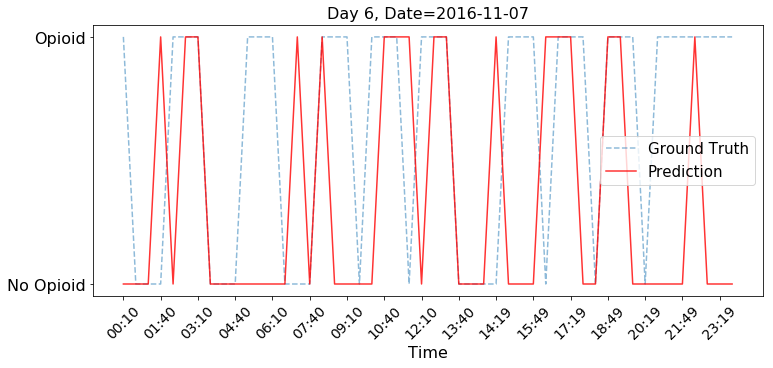 Day 6, Date=2016-11-07
Opioid
No Opioid
Ground Truth
Prediction
00:10 01:40 03:10 04:40 06:10 07:40 09:10 10:40 12:10 13:40 14:19 15:49 17:19 18:49 20:19 21:49 23:19
Time